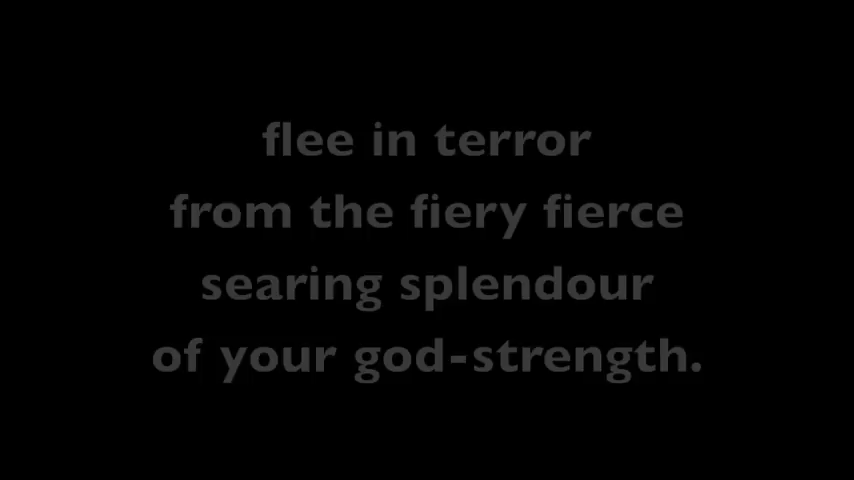 flee in terror
from the fiery fierce
searing splendour
of your god-strength.